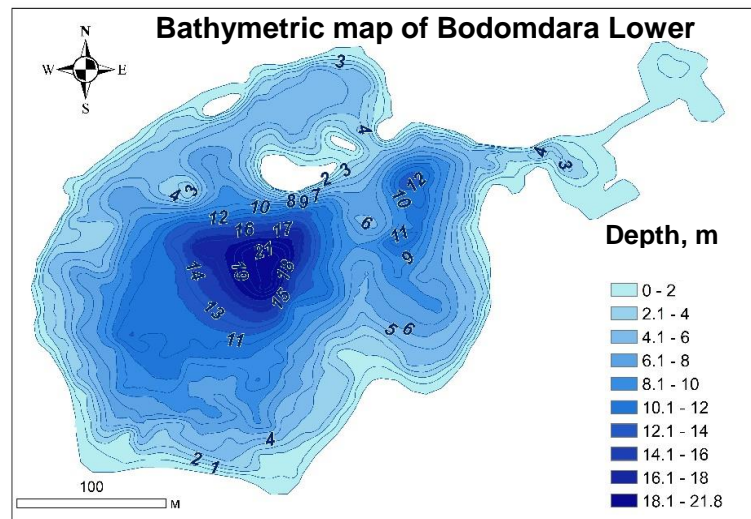 Bathymetric map of Bodomdara Lower
N
W E
S
3
4
4
3
2
3
4
3
12
10
12
10
8
9
7
6
16
17
11
21
9
14
19
18
15
13
11
5 6
4
2
1
Depth, m
0 - 2
2.1 - 4
4.1 - 6
6.1 - 8
8.1 - 10
10.1 - 12
12.1 - 14
14.1 - 16
16.1 - 18
18.1 - 21.8
100
M